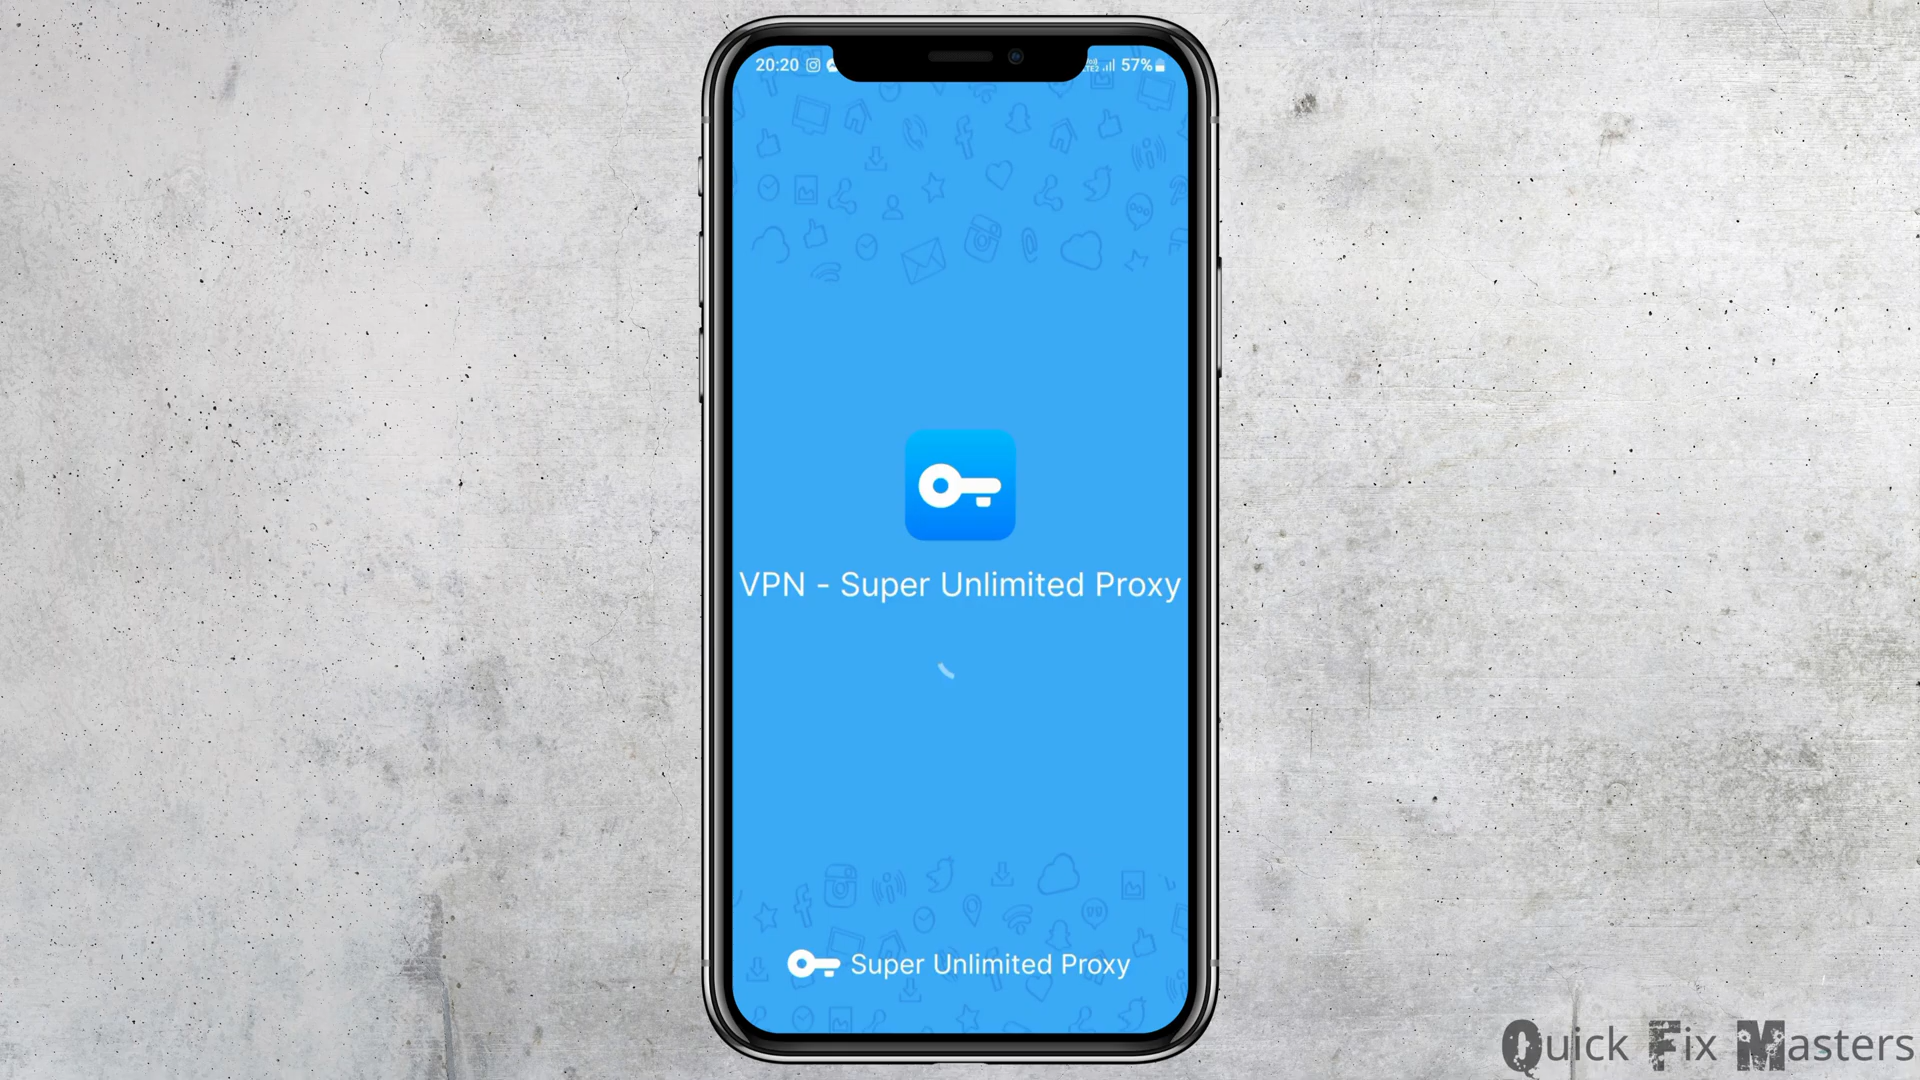 20:20
57%
VPN - Super Unlimited Proxy
Super Unlimited Proxy
Quick Fix Masters